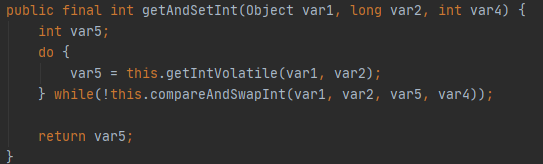 public final int getAndSetInt(Object var1, long var2, int var4) {
    int var5;
    do {
        var5 = this.getIntVolatile(var1, var2);
    } while(!this.compareAndSwapInt(var1, var2, var5, var4));

    return var5;
}